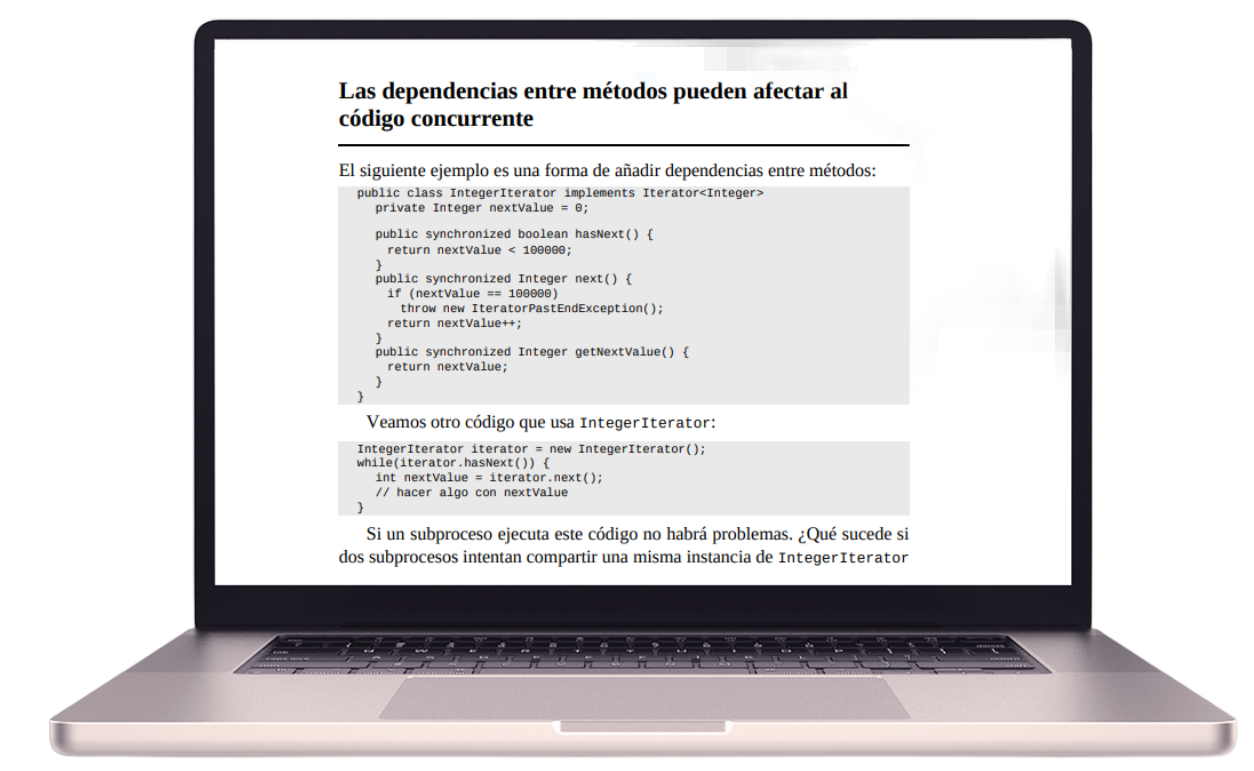 Las dependencias entre métodos pueden afectar al
código concurrente
El siguiente ejemplo es una forma de añadir dependencias entre métodos:
public class IntegerIterator implements Iterator<Integer>
private Integer nextValue = 0;
public synchronized boolean hasNext() {
return nextValue < 100000;
}
public synchronized Integer next() {
if (nextValue == 100000)
throw new IteratorPastEndException();
return nextValue++;
}
public synchronized Integer getNextValue() {
return nextValue;
}
}
Veamos otro código que usa IntegerIterator:
IntegerIterator iterator = new IntegerIterator();
while(iterator.hasNext()) {
int nextValue = iterator.next();
// hacer algo con nextValue
}
Si un subproceso ejecuta este código no habrá problemas. ¿Qué sucede si
dos subprocesos intentan compartir una misma instancia de IntegerIterator